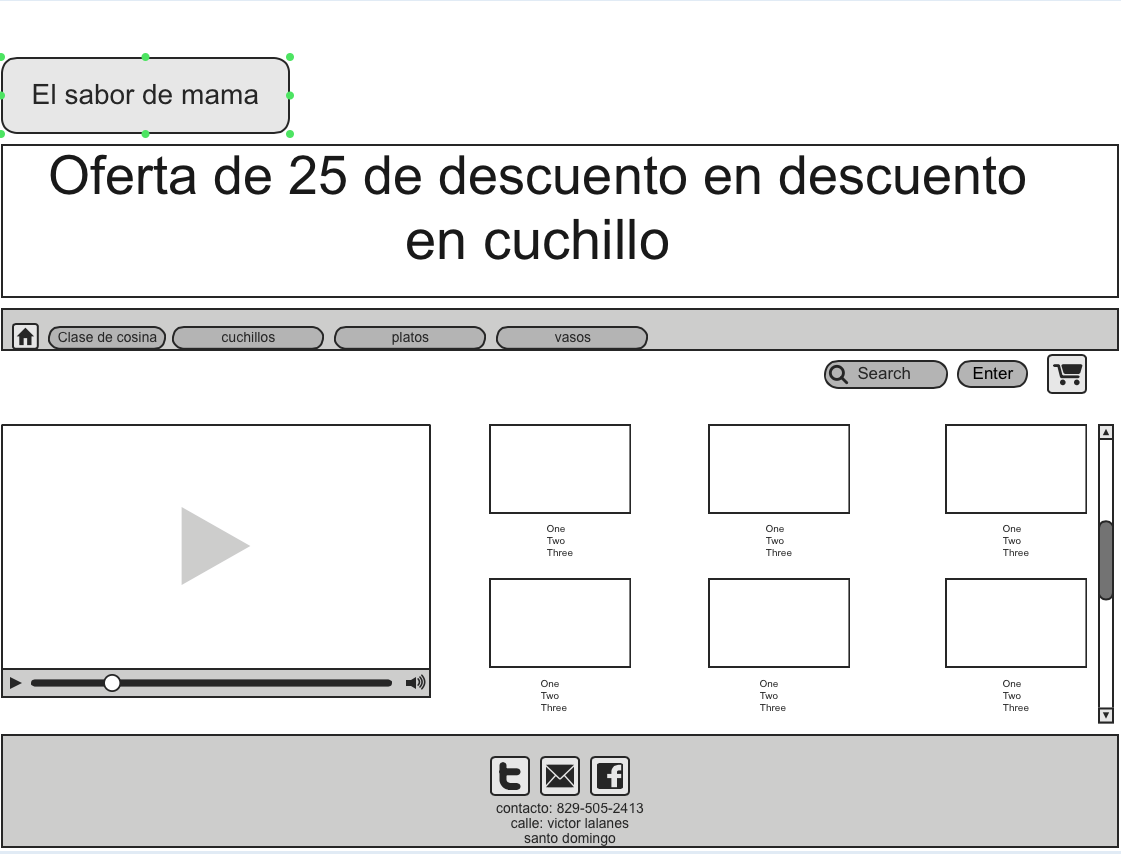 El sabor de mama
Oferta de 25 de descuento en descuento
en cuchillo
Clase de cosina
cuchillos
platos
vasos
Search
Enter
One
Two
Three
One
Two
Three
One
Two
Three
One
Two
Three
One
Two
Three
One
Two
Three
contacto: 829-505-2413
calle: victor lalanes
santo domingo